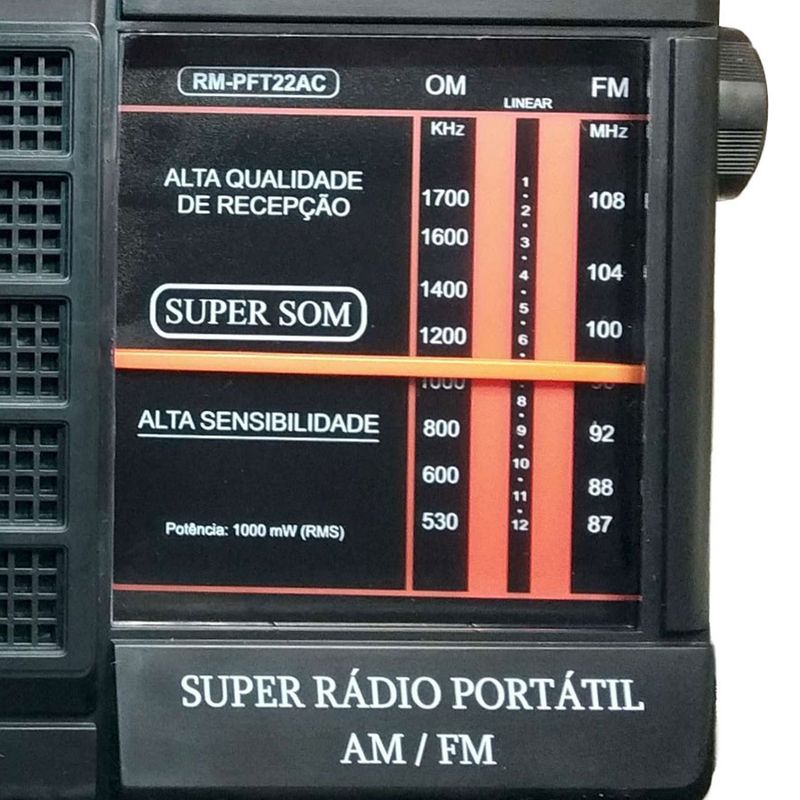 RM-PFT22AC
OM
LINEAR
FM
KHz
MHz
ALTA QUALIDADE
DE RECEPÇÃO
SUPER SOM
ALTA SENSIBILIDADE
Potência: 1000 mW (RMS)
1700
1600
1400
1200
1000
800
600
530
1
2
3
4
5
6
8
9
10
11
12
108
104
100
92
88
87
SUPER RÁDIO PORTÁTIL
AM / FM